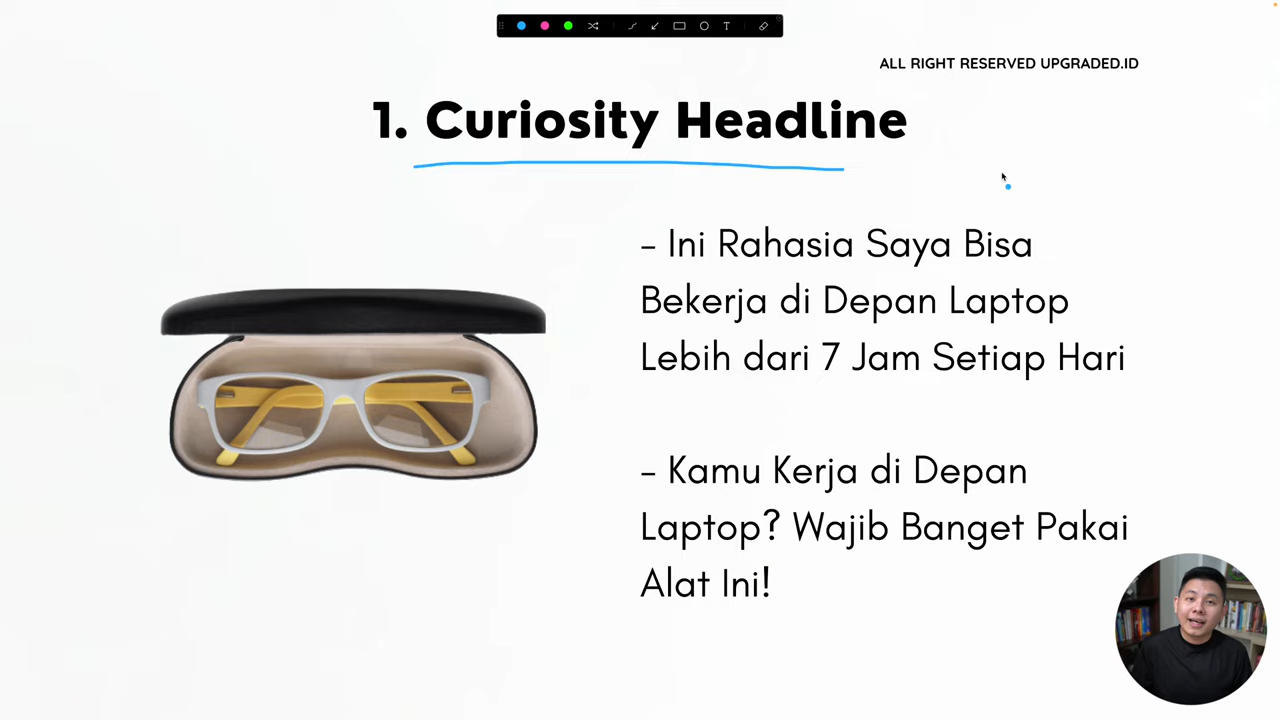 T
ALL RIGHT RESERVED UPGRADED.ID
1. Curiosity Headline
- Ini Rahasia Saya Bisa
Bekerja di Depan Laptop
Lebih dari 7 Jam Setiap Hari
- Kamu Kerja di Depan
Laptop? Wajib Banget Pakai
Alat Ini!